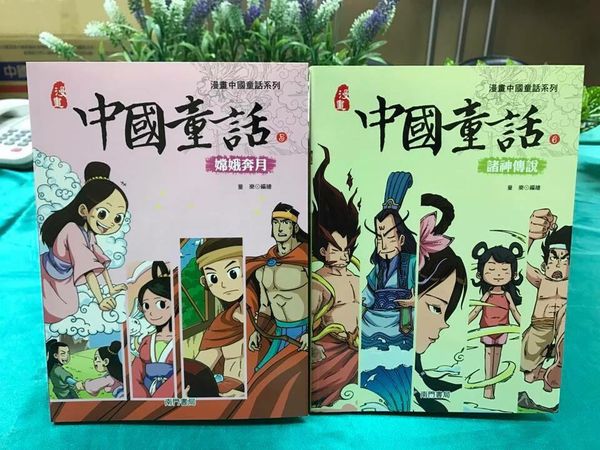 漫畫
漫畫中國童話系列
中國童話
嫦娥奔月
童樂◎編繪
南門書局
漫畫
漫畫中國童話系列
中國童話
諸神傳說
童樂◎編繪
南門書局